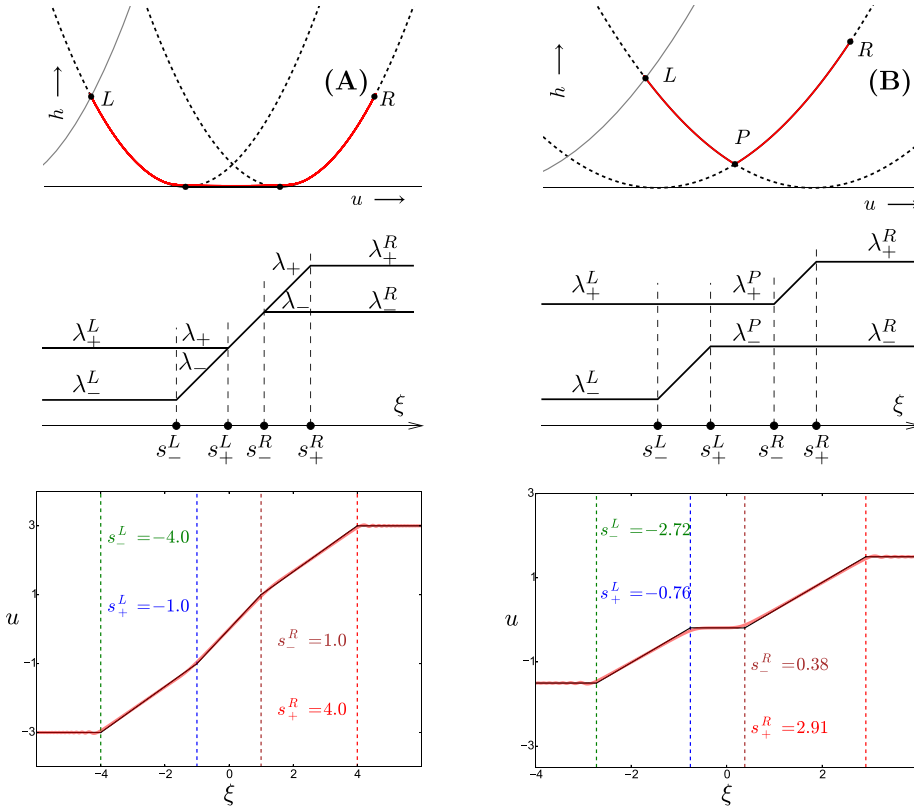 (A)
h →
L
R
u →
λ₊ᴸ
λ₋ᴸ
λ₊
λ₋
λ₊
λ₋
λ₊ᴿ
λ₋ᴿ
ξ
s₋ᴸ s₊ᴸ s₋ᴿ s₊ᴿ
3
1
−1
−3
u
s₋ᴸ =−4.0
s₊ᴸ =−1.0
s₋ᴿ =1.0
s₊ᴿ =4.0
−4 −2 0 2 4
ξ
(B)
h →
L
R
P
u →
λ₊ᴸ
λ₋ᴸ
λ₊ᴾ
λ₋ᴾ
λ₊ᴿ
λ₋ᴿ
ξ
s₋ᴸ s₊ᴸ s₋ᴿ s₊ᴿ
3
1
−1
−3
u
s₋ᴸ =−2.72
s₊ᴸ =−0.76
s₋ᴿ =0.38
s₊ᴿ =2.91
−4 −2 0 2
ξ